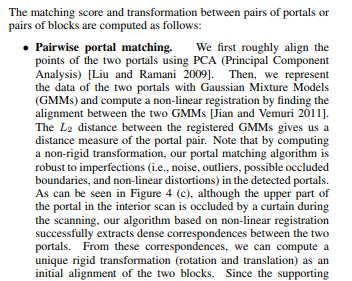 The matching score and transformation between pairs of portals or
pairs of blocks are computed as follows:
• Pairwise portal matching. We first roughly align the
points of the two portals using PCA (Principal Component
Analysis) [Liu and Ramani 2009]. Then, we represent
the data of the two portals with Gaussian Mixture Models
(GMMs) and compute a non-linear registration by finding the
alignment between the two GMMs [Jian and Vemuri 2011].
The L2 distance between the registered GMMs gives us a
distance measure of the portal pair. Note that by computing
a non-rigid transformation, our portal matching algorithm is
robust to imperfections (i.e., noise, outliers, possible occluded
boundaries, and non-linear distortions) in the detected portals.
As can be seen in Figure 4 (c), although the upper part of
the portal in the interior scan is occluded by a curtain during
the scanning, our algorithm based on non-linear registration
successfully extracts dense correspondences between the two
portals. From these correspondences, we can compute a
unique rigid transformation (rotation and translation) as an
initial alignment of the two blocks. Since the supporting